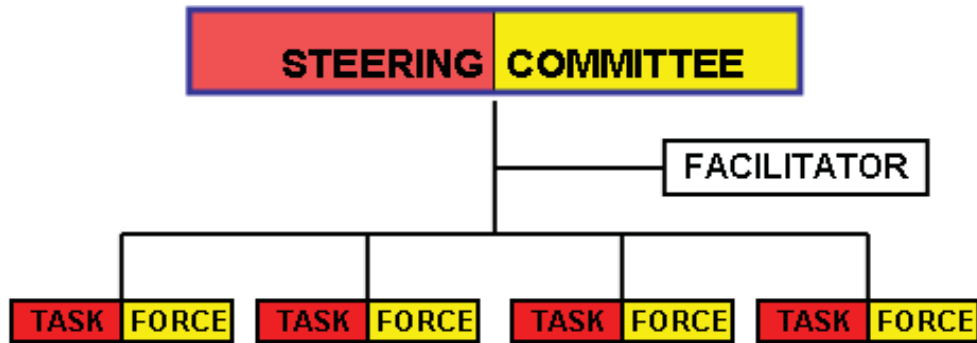 STEERING COMMITTEE
FACILITATOR
TASK FORCE TASK FORCE TASK FORCE TASK FORCE